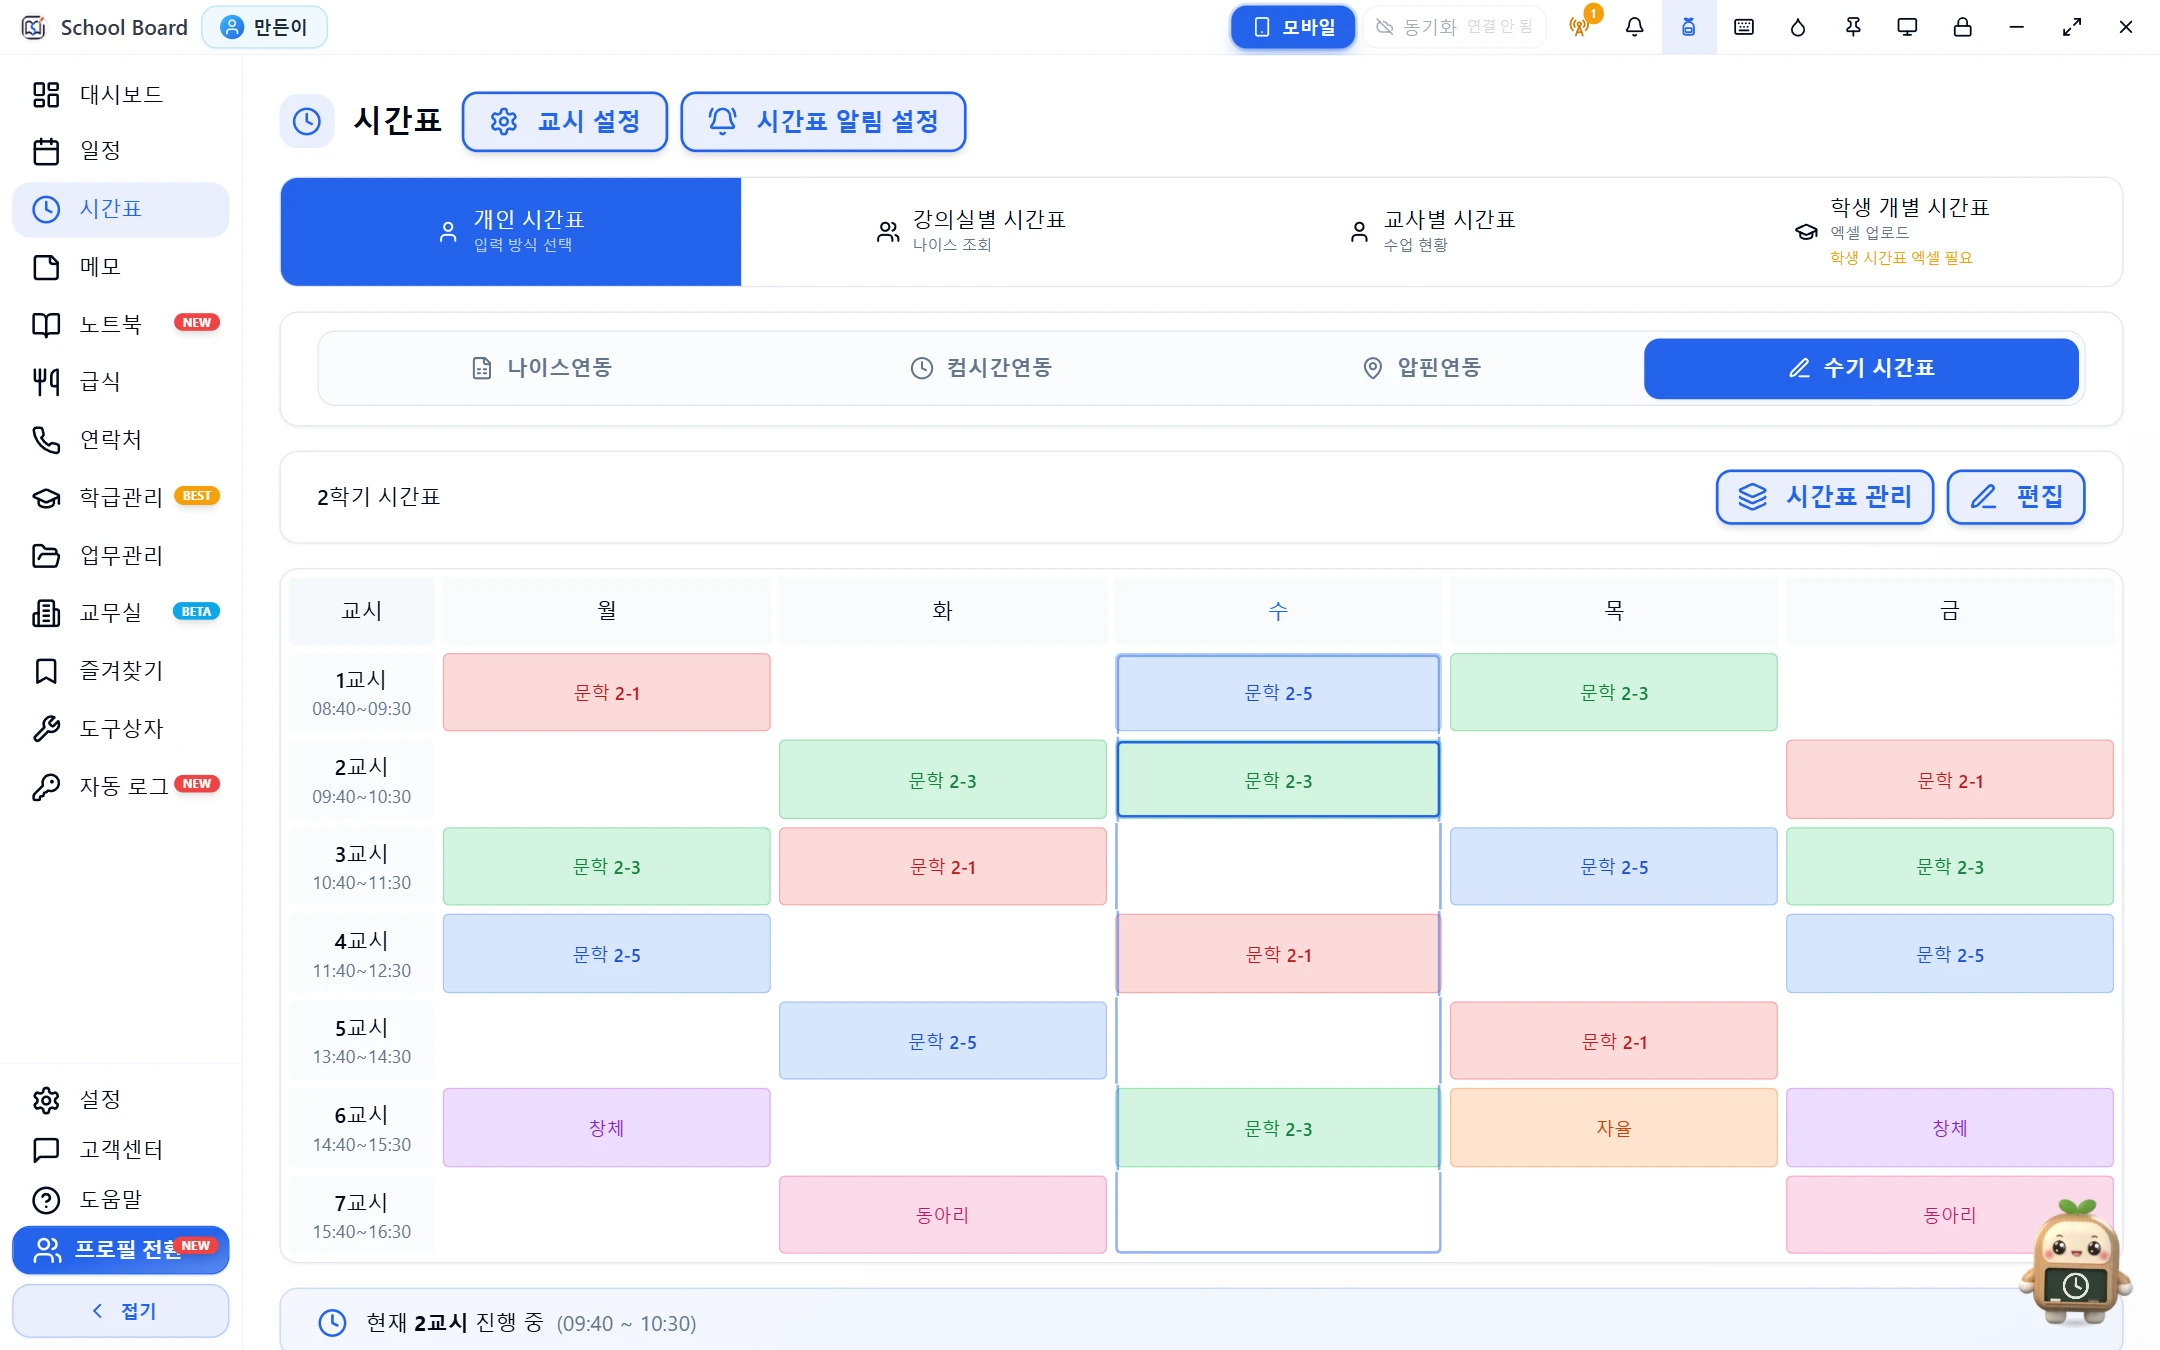 School Board
만든이
모바일
동기화 연결 안 됨
1
대시보드
일정
시간표
메모
노트북 NEW
급식
연락처
학급관리 BEST
업무관리
교무실 BETA
즐겨찾기
도구상자
자동 로그 NEW
설정
고객센터
도움말
프로필 전환 NEW
접기
시간표
교시 설정
시간표 알림 설정
개인 시간표
입력 방식 선택
강의실별 시간표
나이스 조회
교사별 시간표
수업 현황
학생 개별 시간표
엑셀 업로드
학생 시간표 엑셀 필요
나이스연동
컴시간연동
압핀연동
수기 시간표
2학기 시간표
시간표 관리
편집
교시 월 화 수 목 금
1교시
08:40~09:30
문학 2-1 문학 2-5 문학 2-3
2교시
09:40~10:30
문학 2-3 문학 2-3 문학 2-1
3교시
10:40~11:30
문학 2-3 문학 2-1 문학 2-5 문학 2-3
4교시
11:40~12:30
문학 2-5 문학 2-1 문학 2-5
5교시
13:40~14:30
문학 2-5 문학 2-1
6교시
14:40~15:30
창체 문학 2-3 자율 창체
7교시
15:40~16:30
동아리 동아리
현재 2교시 진행 중 (09:40 ~ 10:30)